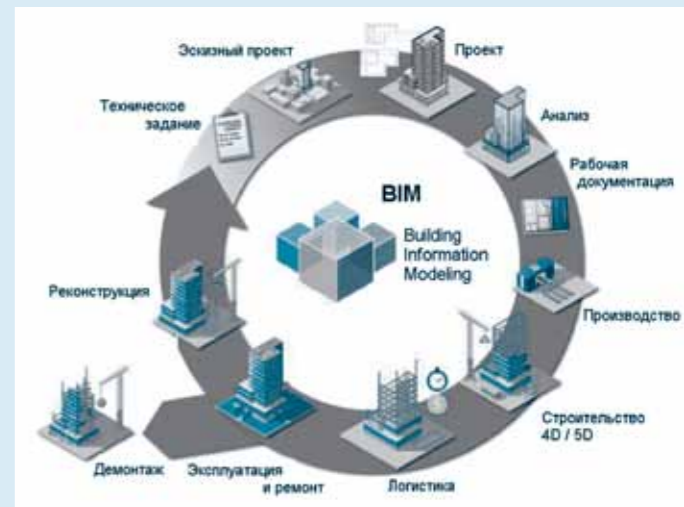 Эскизный проект
Проект
Техническое
задание
Анализ
Рабочая
документация
BIM
Building
Information
Modeling
Реконструкция
Производство
Строительство
4D / 5D
Демонтаж
Эксплуатация
и ремонт
Логистика